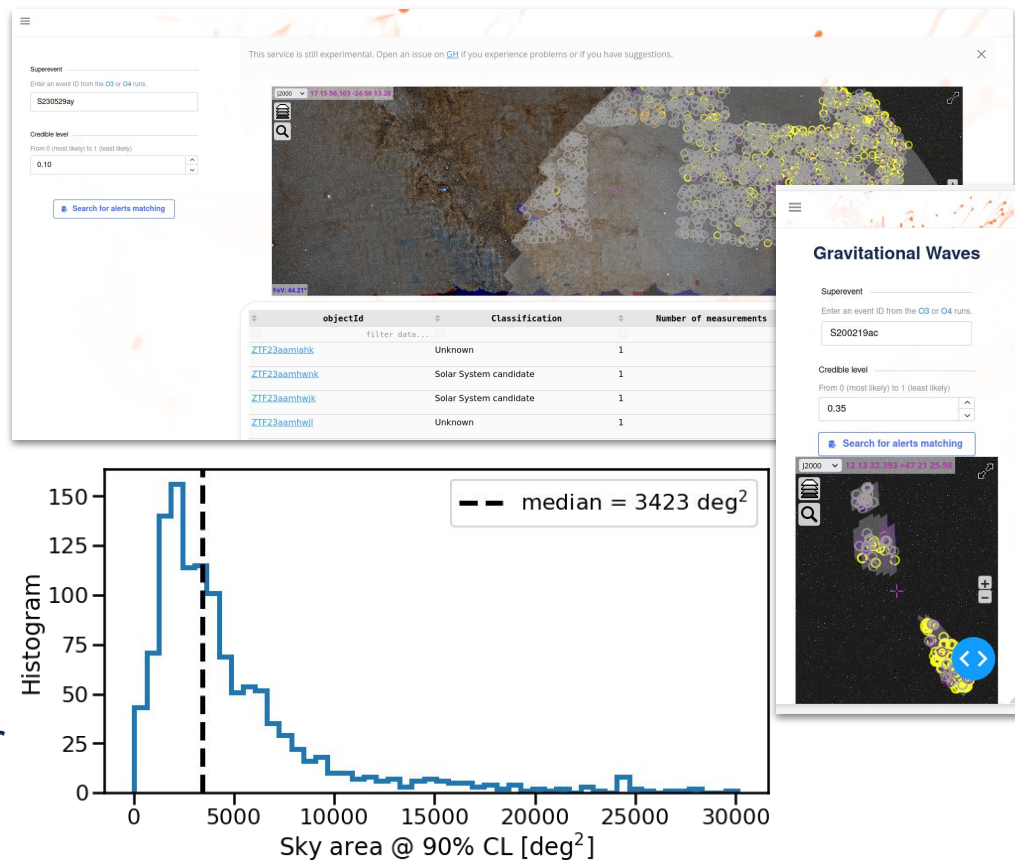 This service is still experimental. Open an issue on GH if you experience problems or if you have suggestions.
Superevent
Enter an event ID from the O3 or O4 runs.
S230529ay
Credible level
From 0 (most likely) to 1 (least likely)
0.10
Search for alerts matching
J2000 17 15 56.103 -24 56 13.26
FoV: 44.21°
objectId Classification Number of measurements
filter data...
ZTF23aamiahk Unknown 1
ZTF23aamhwnk Solar System candidate 1
ZTF23aamhwjk Solar System candidate 1
ZTF23aamhwjl Unknown 1
Gravitational Waves
Superevent
Enter an event ID from the O3 or O4 runs.
S200219ac
Credible level
From 0 (most likely) to 1 (least likely)
0.35
Search for alerts matching
J2000 12 13 32.393 +47 21 25.98
median = 3423 deg²
Histogram
150
125
100
75
50
25
0
0 5000 10000 15000 20000 25000 30000
Sky area @ 90% CL [deg²]